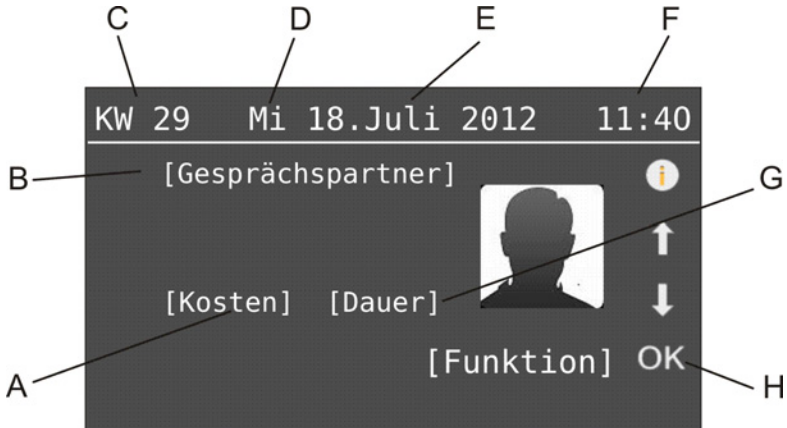 C D E F
KW 29 Mi 18.Juli 2012 11:40
B [Gesprächspartner] i G
[Kosten] [Dauer]
A [Funktion] OK H